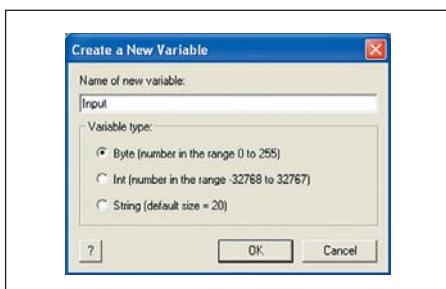 Create a New Variable
Name of new variable:
Input
Variable type:
Byte (number in the range 0 to 255)
Int (number in the range -32768 to 32767)
String (default size = 20)
?
OK
Cancel